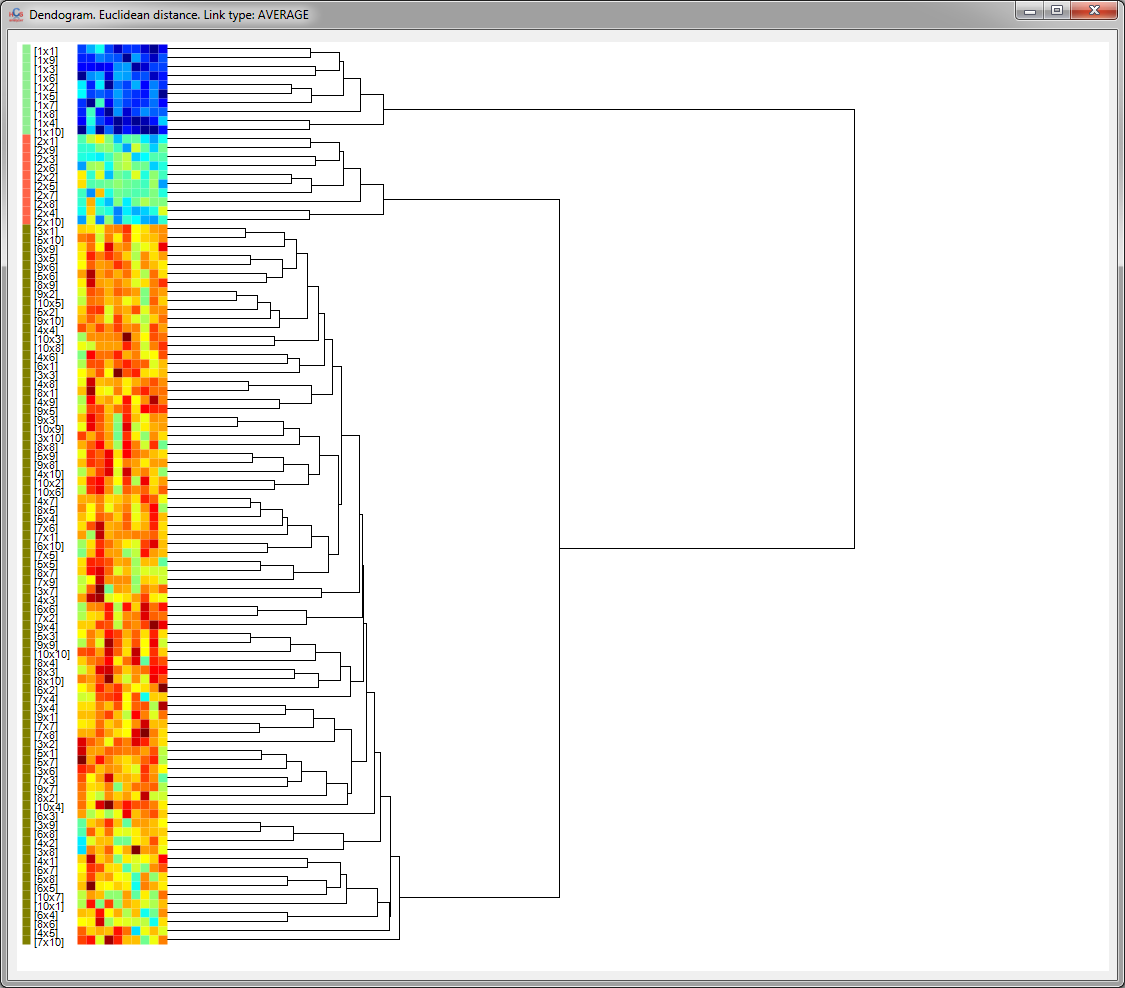 Dendogram. Euclidean distance. Link type: AVERAGE
[1x1]
[1x9]
[1x3]
[1x6]
[1x2]
[1x5]
[1x7]
[1x8]
[1x4]
[1x10]
[2x1]
[2x9]
[2x3]
[2x6]
[2x2]
[2x5]
[2x7]
[2x8]
[2x4]
[2x10]
[3x1]
[5x10]
[6x9]
[3x5]
[9x6]
[5x6]
[8x9]
[9x2]
[10x5]
[5x2]
[9x10]
[4x4]
[10x3]
[10x8]
[4x6]
[6x1]
[3x3]
[4x8]
[8x1]
[4x9]
[9x5]
[9x3]
[10x9]
[3x10]
[8x8]
[5x9]
[9x8]
[4x10]
[10x2]
[10x6]
[4x7]
[8x5]
[5x4]
[7x6]
[7x1]
[6x10]
[7x5]
[5x5]
[8x7]
[7x9]
[3x7]
[4x3]
[6x6]
[7x2]
[9x4]
[5x3]
[9x9]
[10x10]
[8x4]
[8x3]
[8x10]
[6x2]
[7x4]
[3x4]
[9x1]
[7x7]
[7x8]
[3x2]
[5x1]
[5x7]
[3x6]
[7x3]
[9x7]
[8x2]
[10x4]
[6x3]
[3x9]
[6x8]
[4x2]
[3x8]
[4x1]
[6x7]
[5x8]
[6x5]
[10x7]
[10x1]
[6x4]
[8x6]
[4x5]
[7x10]